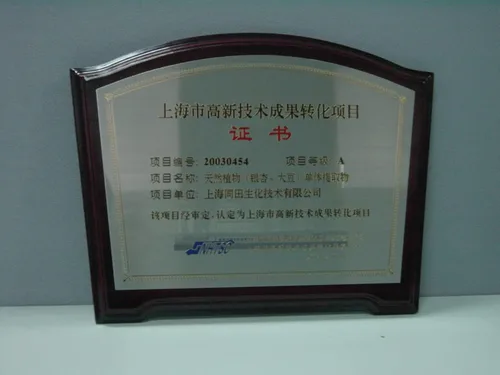 上海市高新技术成果转化项目
证书
项目编号: 20030454 项目等级 A
项目名称: 天然植物(银杏、大豆)单体提取物
项目单位: 上海同田生化技术有限公司
该项目经审定,认定为上海市高新技术成果转化项目